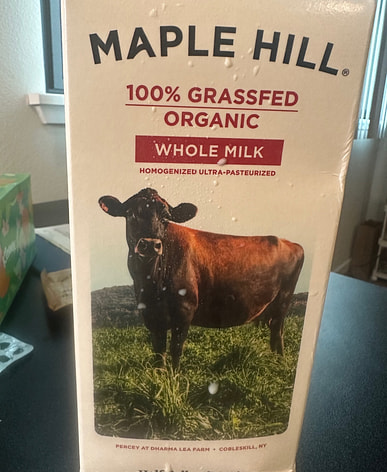 MAPLE HILL®
100% GRASSFED
ORGANIC
WHOLE MILK
HOMOGENIZED ULTRA-PASTEURIZED
PERCEY AT DHARMA LEA FARM • COBLESKILL, NY